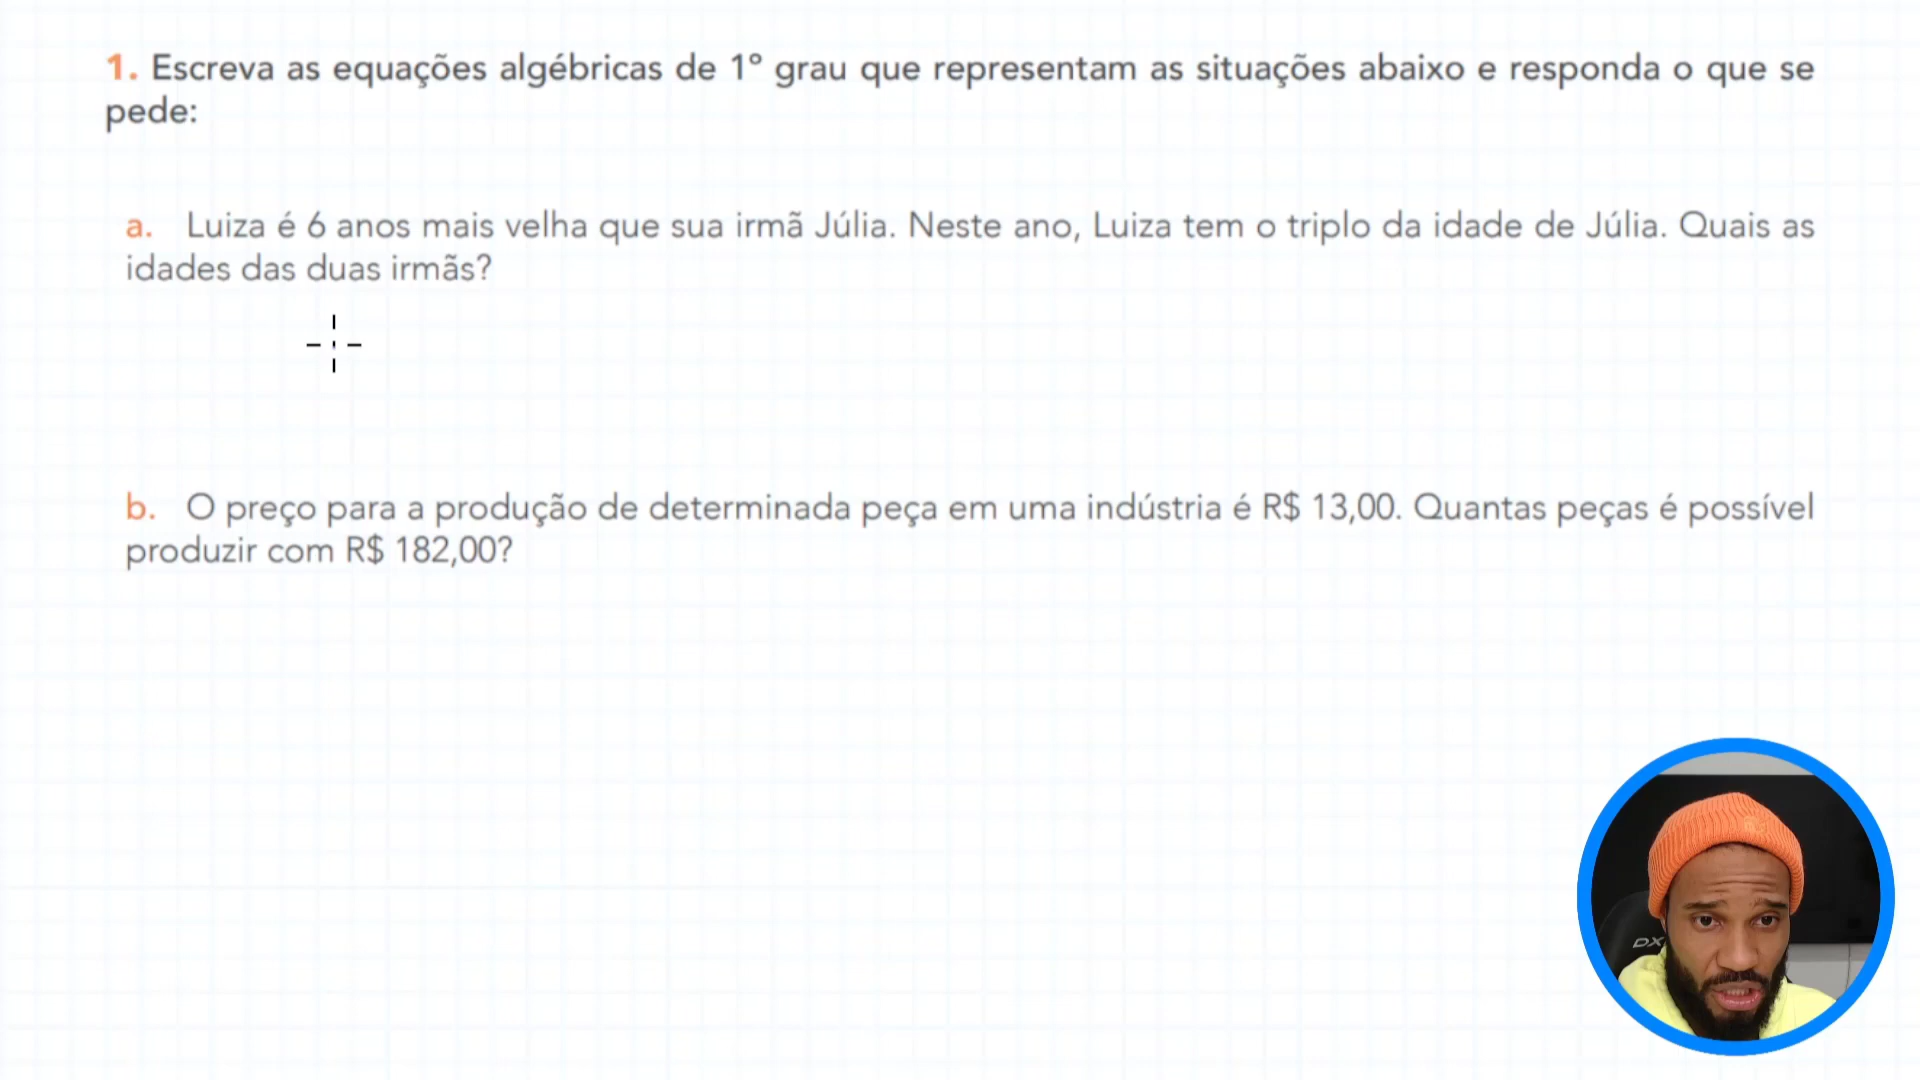 1. Escreva as equações algébricas de 1º grau que representam as situações abaixo e responda o que se
pede:
a. Luiza é 6 anos mais velha que sua irmã Júlia. Neste ano, Luiza tem o triplo da idade de Júlia. Quais as
idades das duas irmãs?
b. O preço para a produção de determinada peça em uma indústria é R$ 13,00. Quantas peças é possível
produzir com R$ 182,00?
DX